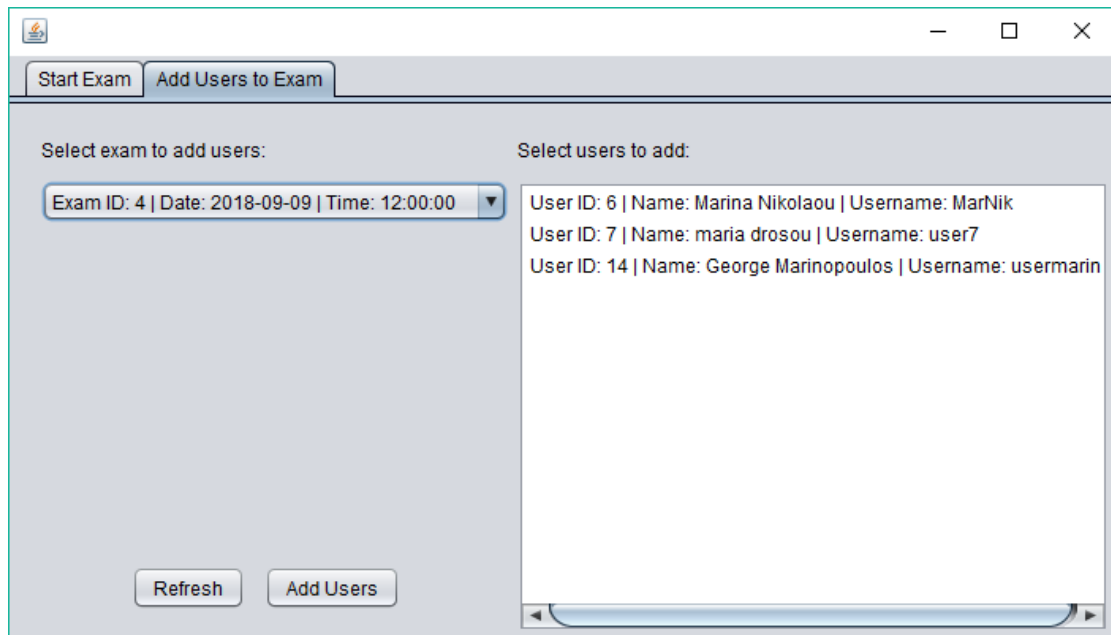 Start Exam
Add Users to Exam
Select exam to add users:
Exam ID: 4 | Date: 2018-09-09 | Time: 12:00:00
Select users to add:
User ID: 6 | Name: Marina Nikolaou | Username: MarNik
User ID: 7 | Name: maria drosou | Username: user7
User ID: 14 | Name: George Marinopoulos | Username: usermarin
Refresh
Add Users